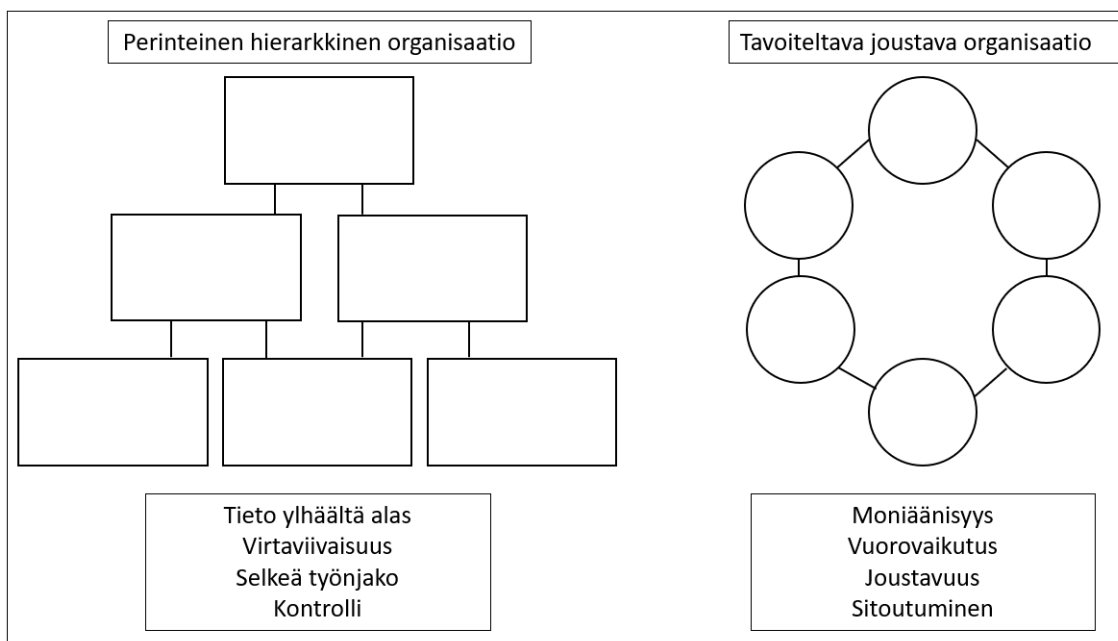 Perinteinen hierarkkinen organisaatio
Tavoiteltava joustava organisaatio
Tieto ylhäältä alas
Virtaviivaisuus
Selkeä työnjako
Kontrolli
Moniäänisyys
Vuorovaikutus
Joustavuus
Sitoutuminen